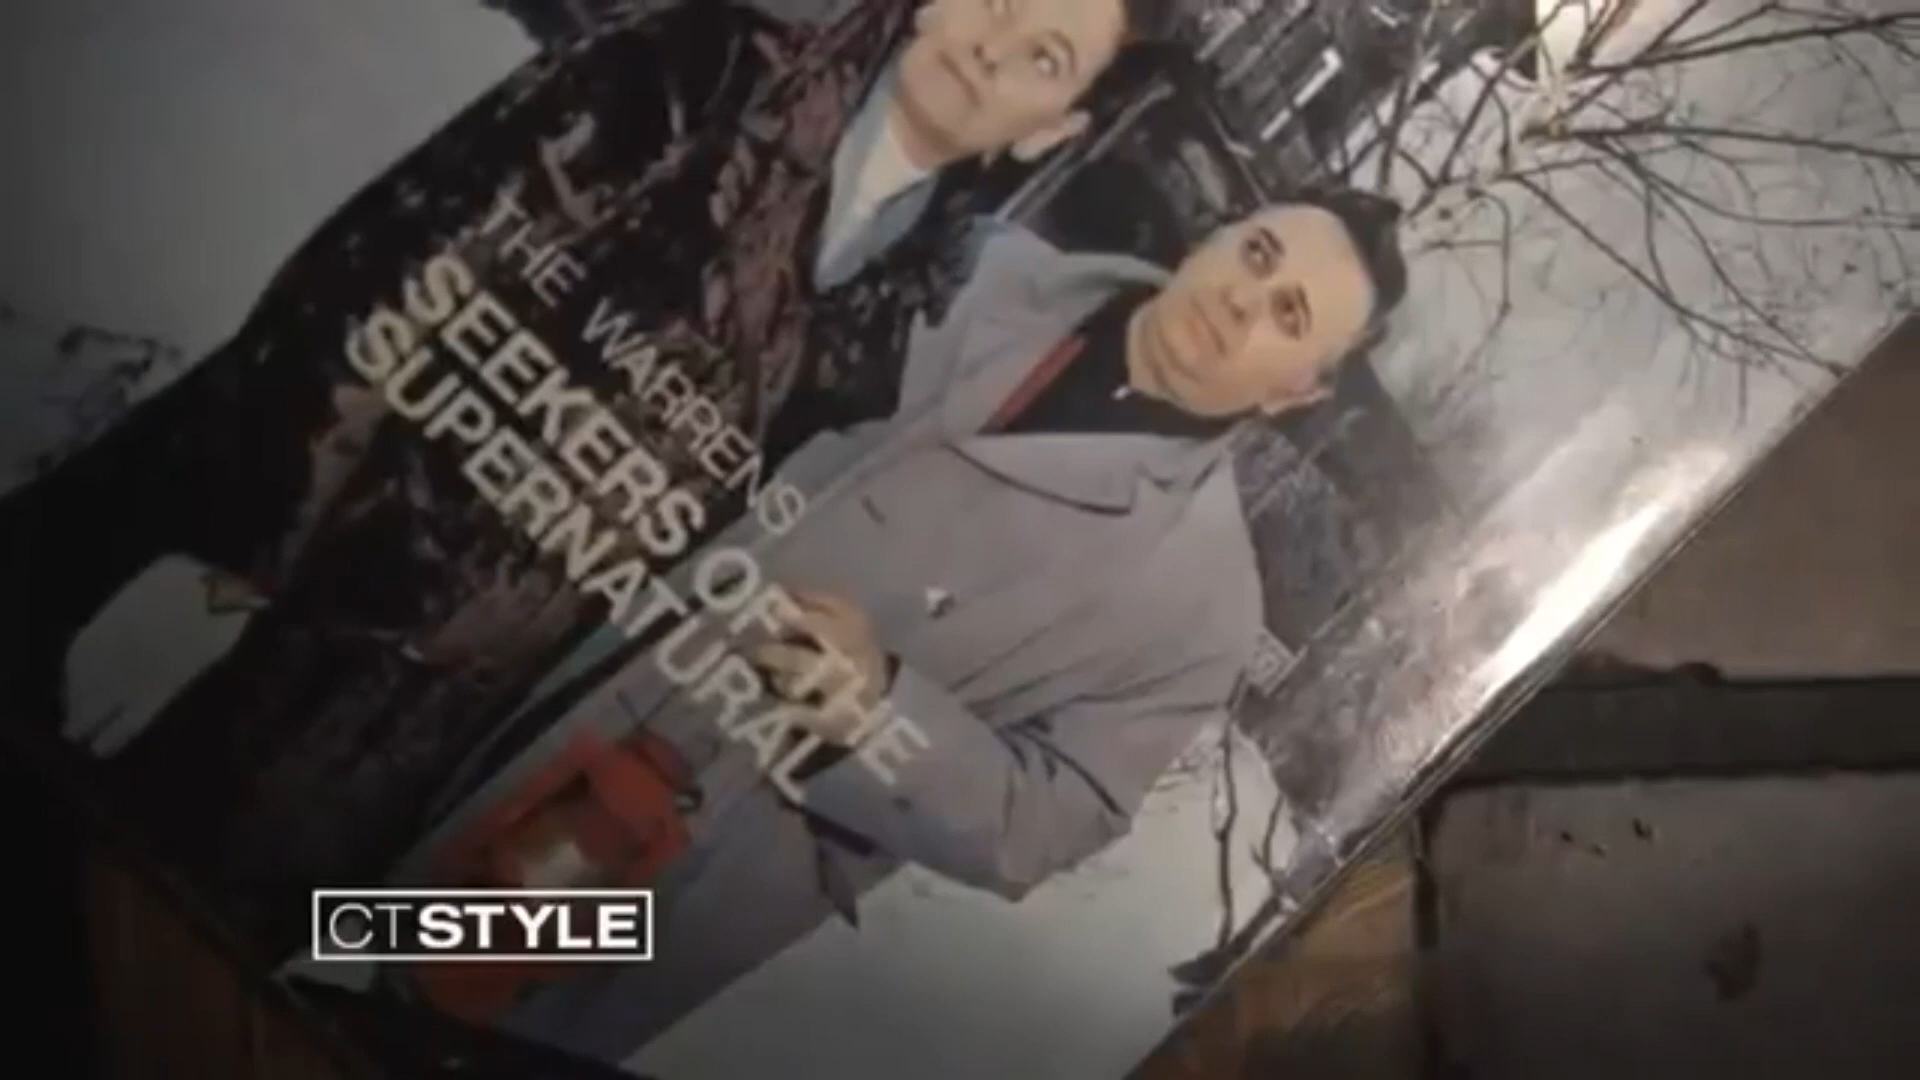 THE WARRENS
SEEKERS OF THE
SUPERNATURAL
CTSTYLE